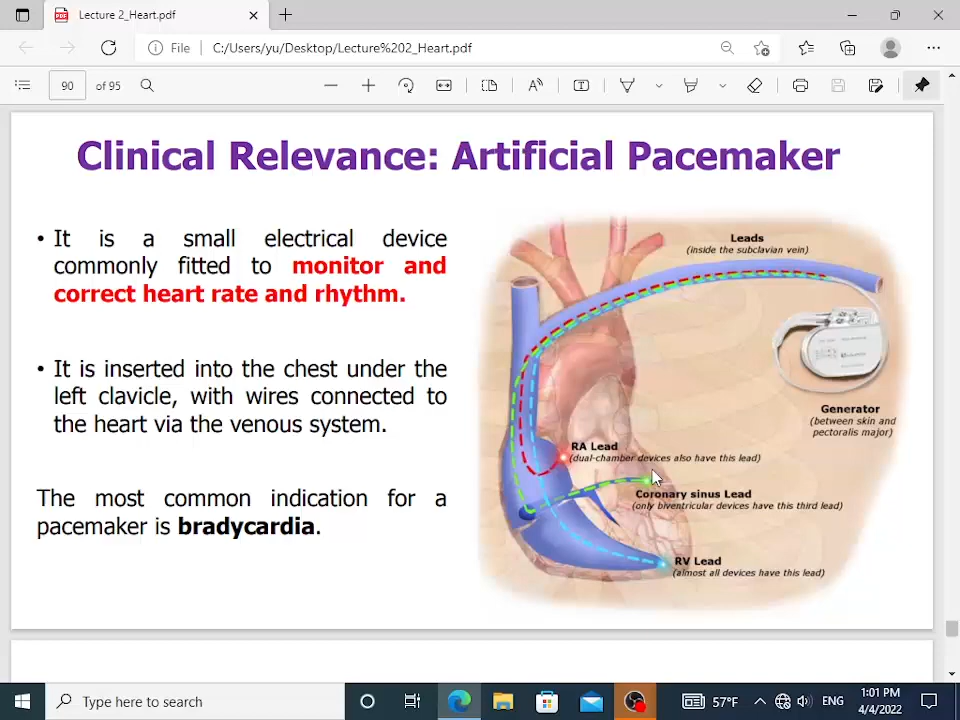 Lecture 2_Heart.pdf
File
C:/Users/yu/Desktop/Lecture%202_Heart.pdf
90 of 95
Clinical Relevance: Artificial Pacemaker
• It is a small electrical device
commonly fitted to monitor and
correct heart rate and rhythm.
• It is inserted into the chest under the
left clavicle, with wires connected to
the heart via the venous system.
The most common indication for a
pacemaker is bradycardia.
Leads
(inside the subclavian vein)
Generator
(between skin and
pectoralis major)
RA Lead
(dual-chamber devices also have this lead)
Coronary sinus Lead
(only biventricular devices have this third lead)
RV Lead
(almost all devices have this lead)
Type here to search
57°F
ENG
1:01 PM
4/4/2022